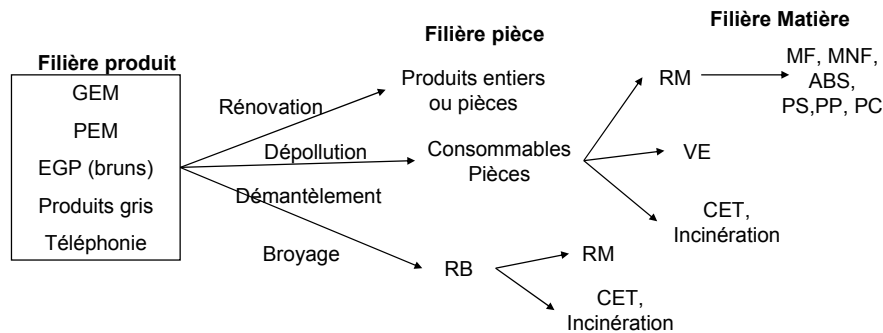 Filière produit
GEM
PEM
EGP (bruns)
Produits gris
Téléphonie
Rénovation
Dépollution
Démantèlement
Broyage
Filière pièce
Produits entiers
ou pièces
Consommables
Pièces
RB
Filière Matière
RM
MF, MNF,
ABS,
PS,PP, PC
VE
CET,
Incinération
RM
CET,
Incinération